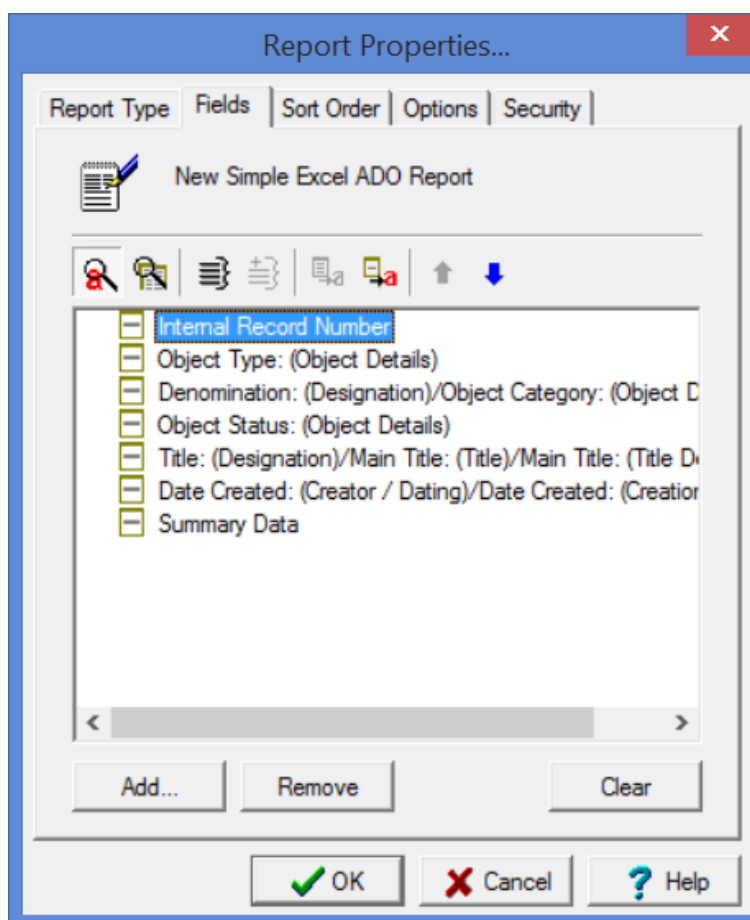 Report Properties...
Report Type Fields Sort Order Options Security
New Simple Excel ADO Report
Internal Record Number
Object Type: (Object Details)
Denomination: (Designation)/Object Category: (Object D
Object Status: (Object Details)
Title: (Designation)/Main Title: (Title)/Main Title: (Title De
Date Created: (Creator / Dating)/Date Created: (Creation
Summary Data
Add... Remove Clear
OK Cancel Help